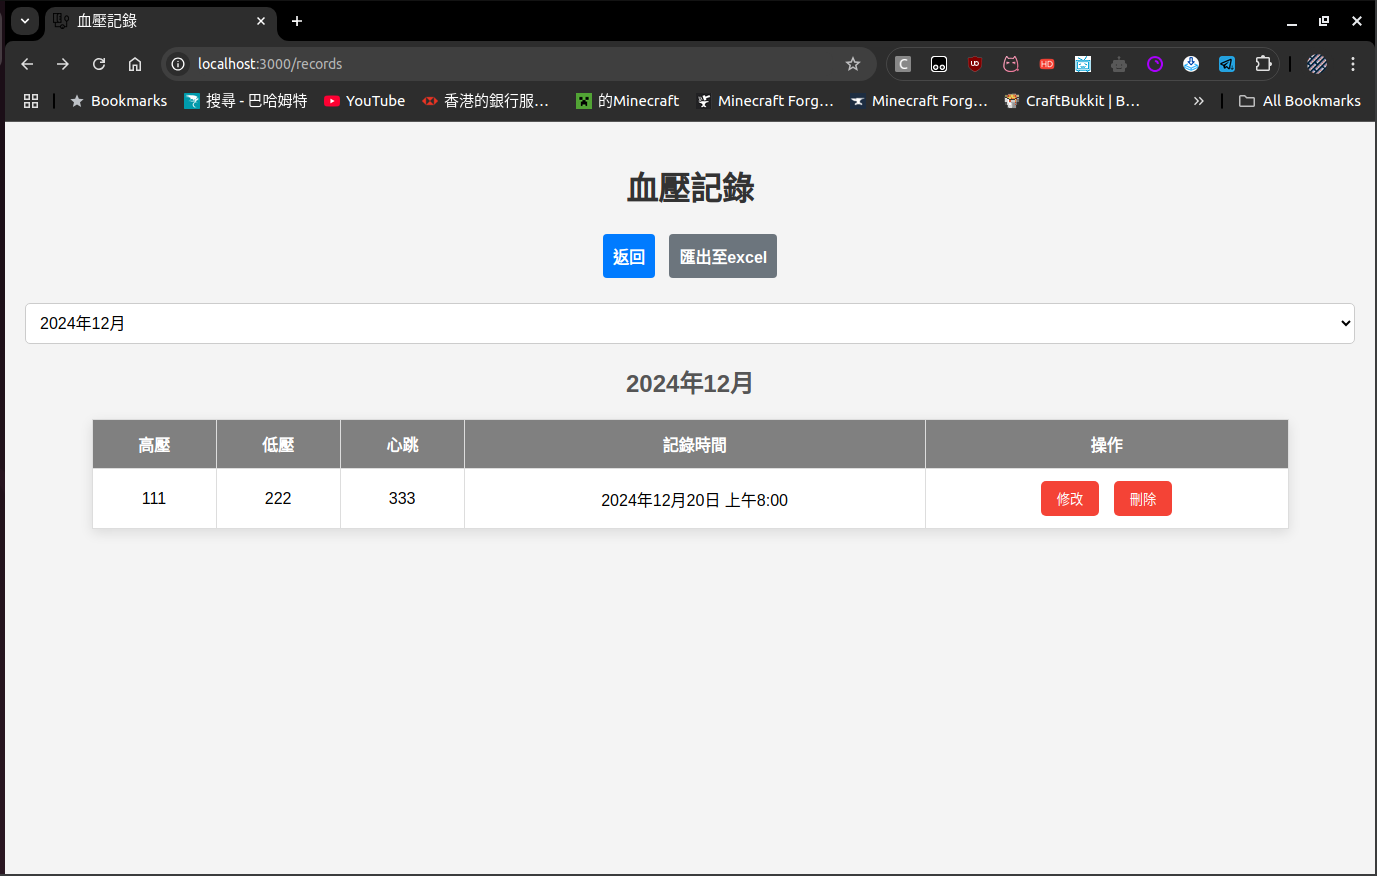 血壓記錄
localhost:3000/records
Bookmarks 搜尋 - 巴哈姆特 YouTube 香港的銀行服... 的Minecraft Minecraft Forg... Minecraft Forg... CraftBukkit | B... » All Bookmarks
血壓記錄
返回 匯出至excel
2024年12月
2024年12月
高壓 低壓 心跳 記錄時間 操作
111 222 333 2024年12月20日 上午8:00 修改 刪除